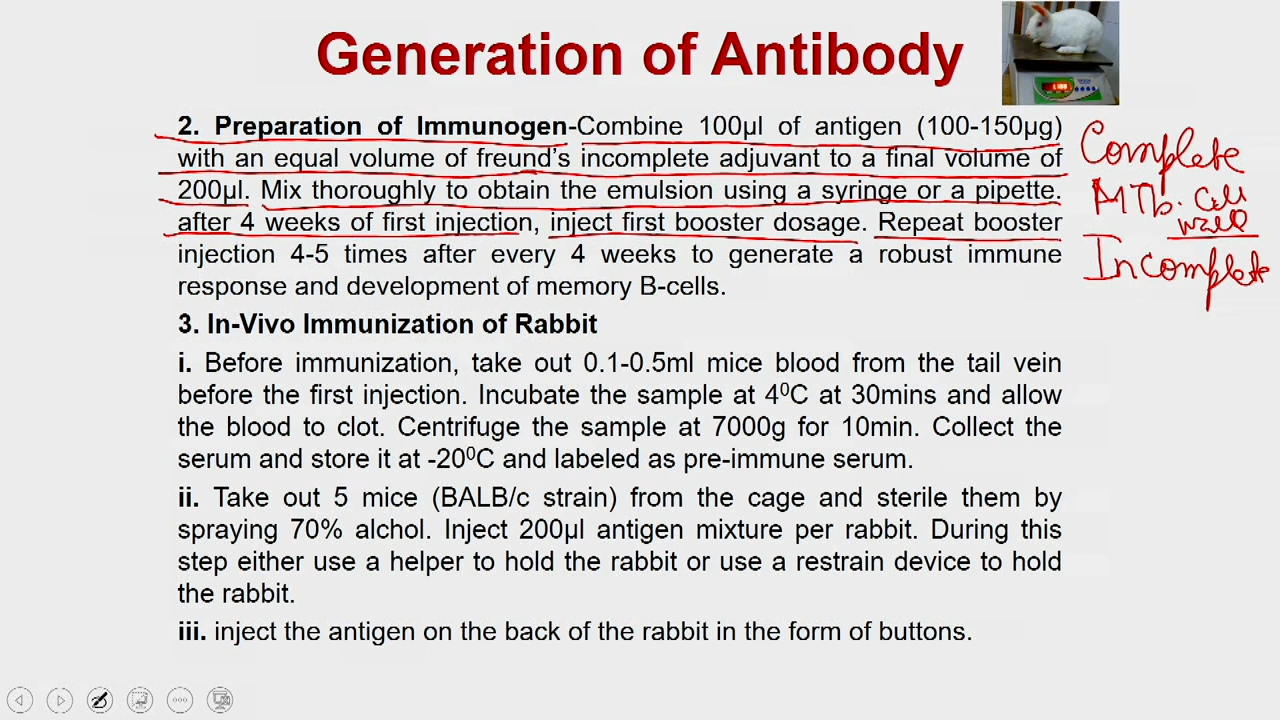 Generation of Antibody
2. Preparation of Immunogen-Combine 100µl of antigen (100-150µg)
with an equal volume of freund's incomplete adjuvant to a final volume of
200µl. Mix thoroughly to obtain the emulsion using a syringe or a pipette.
after 4 weeks of first injection, inject first booster dosage. Repeat booster
injection 4-5 times after every 4 weeks to generate a robust immune
response and development of memory B-cells.
3. In-Vivo Immunization of Rabbit
i. Before immunization, take out 0.1-0.5ml mice blood from the tail vein
before the first injection. Incubate the sample at 4⁰C at 30mins and allow
the blood to clot. Centrifuge the sample at 7000g for 10min. Collect the
serum and store it at -20⁰C and labeled as pre-immune serum.
ii. Take out 5 mice (BALB/c strain) from the cage and sterile them by
spraying 70% alchol. Inject 200µl antigen mixture per rabbit. During this
step either use a helper to hold the rabbit or use a restrain device to hold
the rabbit.
iii. inject the antigen on the back of the rabbit in the form of buttons.
Complete
MTb. Cell
wall
Incomplete